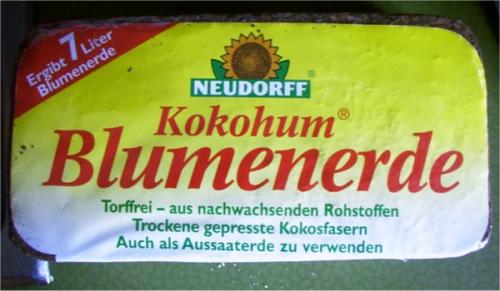 Ergibt 7 Liter
Blumenerde
NEUDORFF®
Kokohum®
Blumenerde
Torffrei – aus nachwachsenden Rohstoffen
Trockene gepresste Kokosfasern
Auch als Aussaaterde zu verwenden